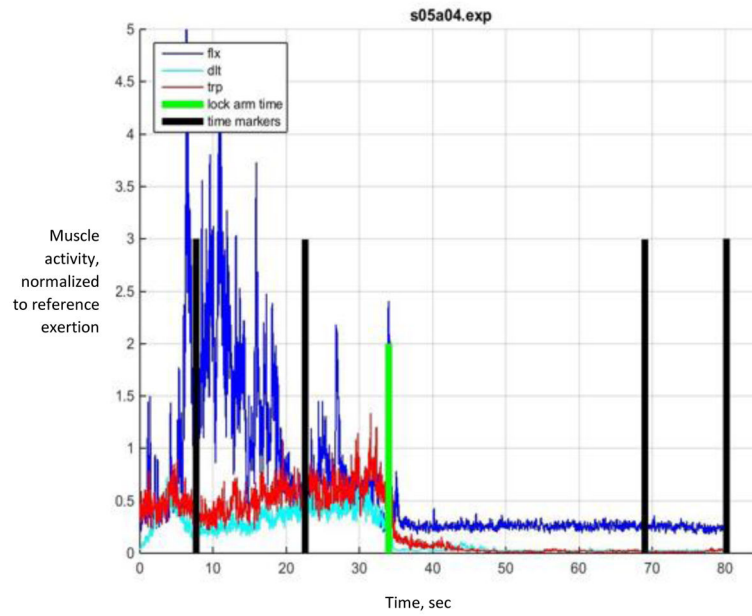 s05a04.exp
5
4.5
4
3.5
3
2.5
2
1.5
1
0.5
0
flx
dlt
trp
lock arm time
time markers
Muscle
activity,
normalized
to reference
exertion
0 10 20 30 40 50 60 70 80
Time, sec